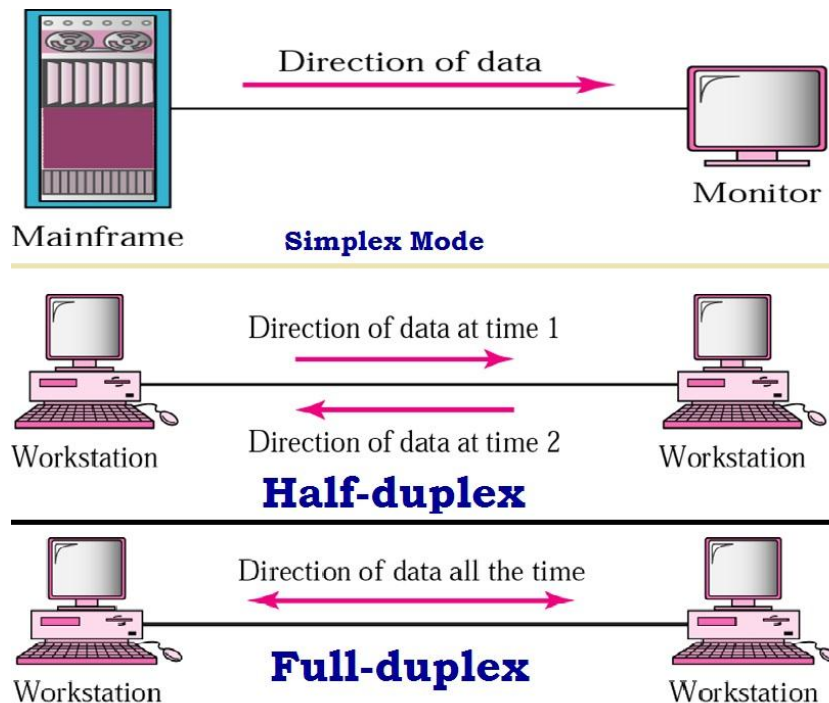 Direction of data
Monitor
Mainframe
Simplex Mode
Direction of data at time 1
Direction of data at time 2
Workstation
Workstation
Half-duplex
Direction of data all the time
Full-duplex
Workstation
Workstation